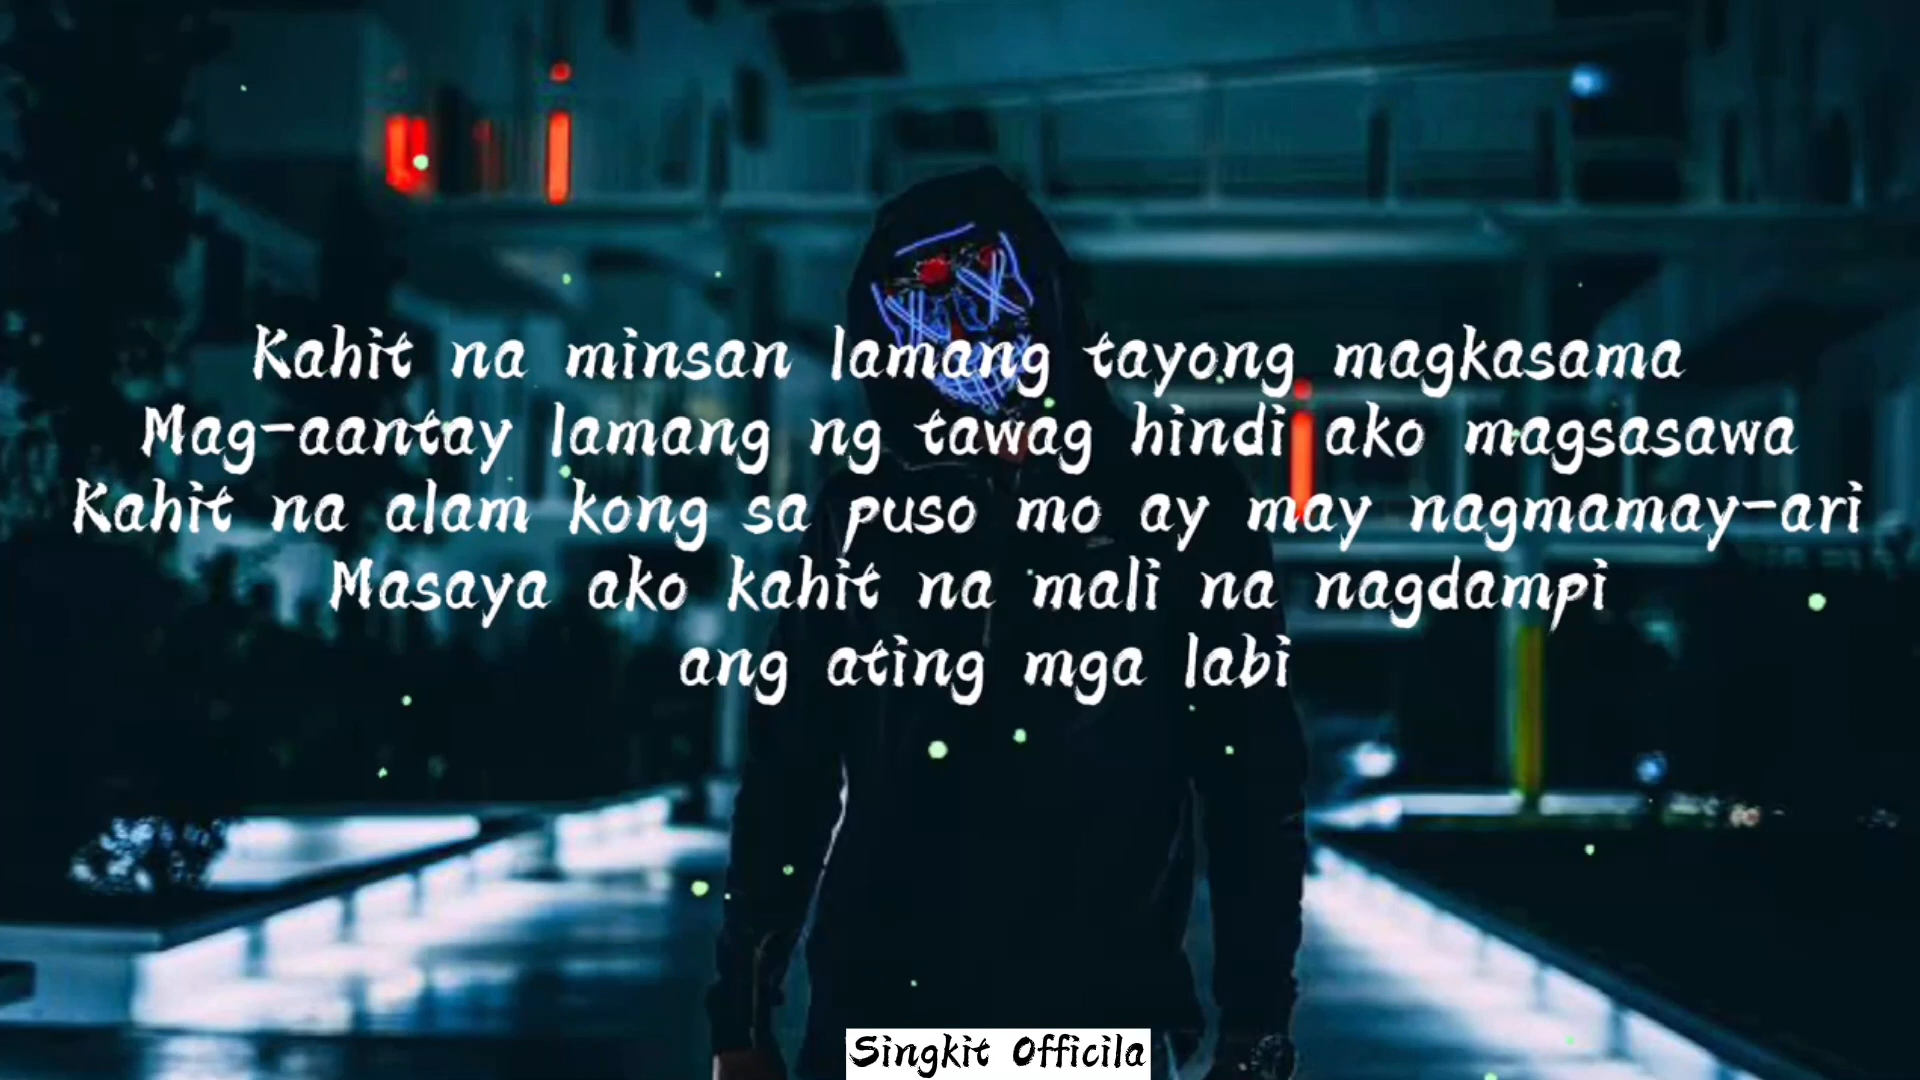 Kahit na minsan lamang tayong magkasama
Mag-aantay lamang ng tawag hindi ako magsasawa
Kahit na alam kong sa puso mo ay may nagmamay-ari
Masaya ako kahit na mali na nagdampi
ang ating mga labi
Singkit Officila